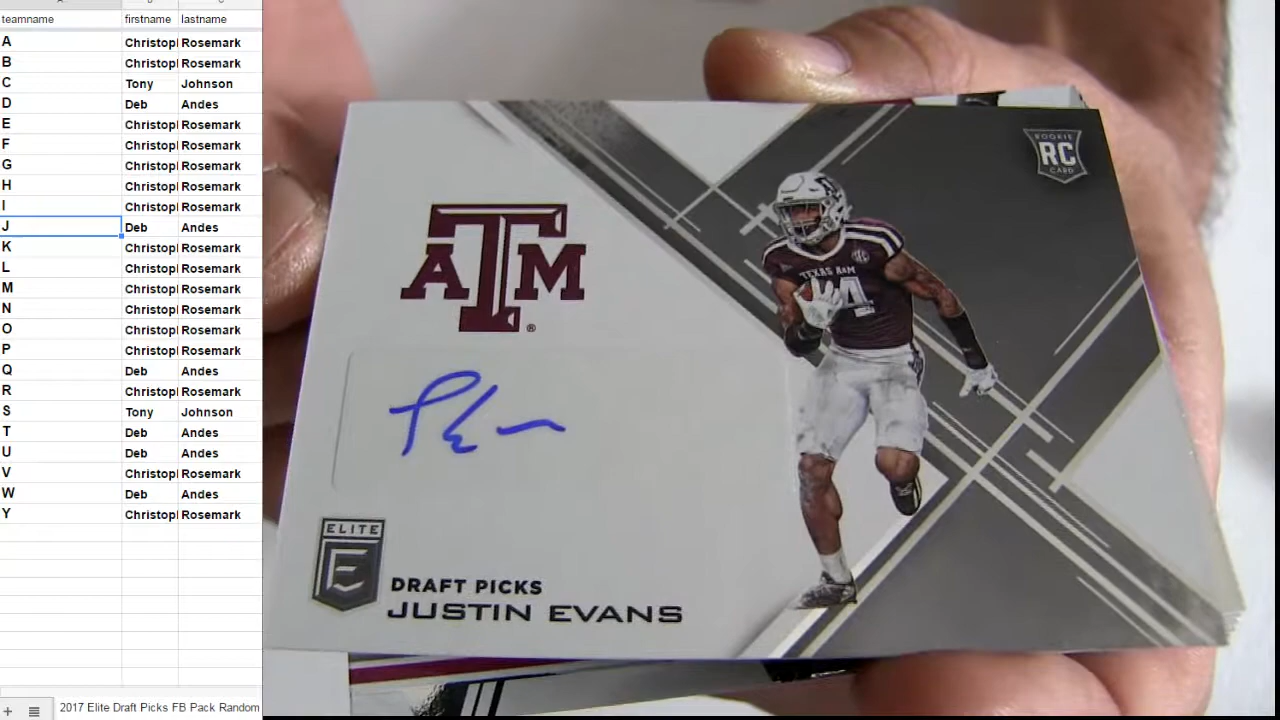 teamname firstname lastname
A Christopl Rosemark
B Christopl Rosemark
C Tony Johnson
D Deb Andes
E Christopl Rosemark
F Christopl Rosemark
G Christopl Rosemark
H Christopl Rosemark
I Christopl Rosemark
J Deb Andes
K Christopl Rosemark
L Christopl Rosemark
M Christopl Rosemark
N Christopl Rosemark
O Christopl Rosemark
P Christopl Rosemark
Q Deb Andes
R Christopl Rosemark
S Tony Johnson
T Deb Andes
U Deb Andes
V Christopl Rosemark
W Deb Andes
Y Christopl Rosemark
2017 Elite Draft Picks FB Pack Random
ROOKIE
RC
CARD
ATM®
TEXAS A&M
ELITE
E
DRAFT PICKS
JUSTIN EVANS